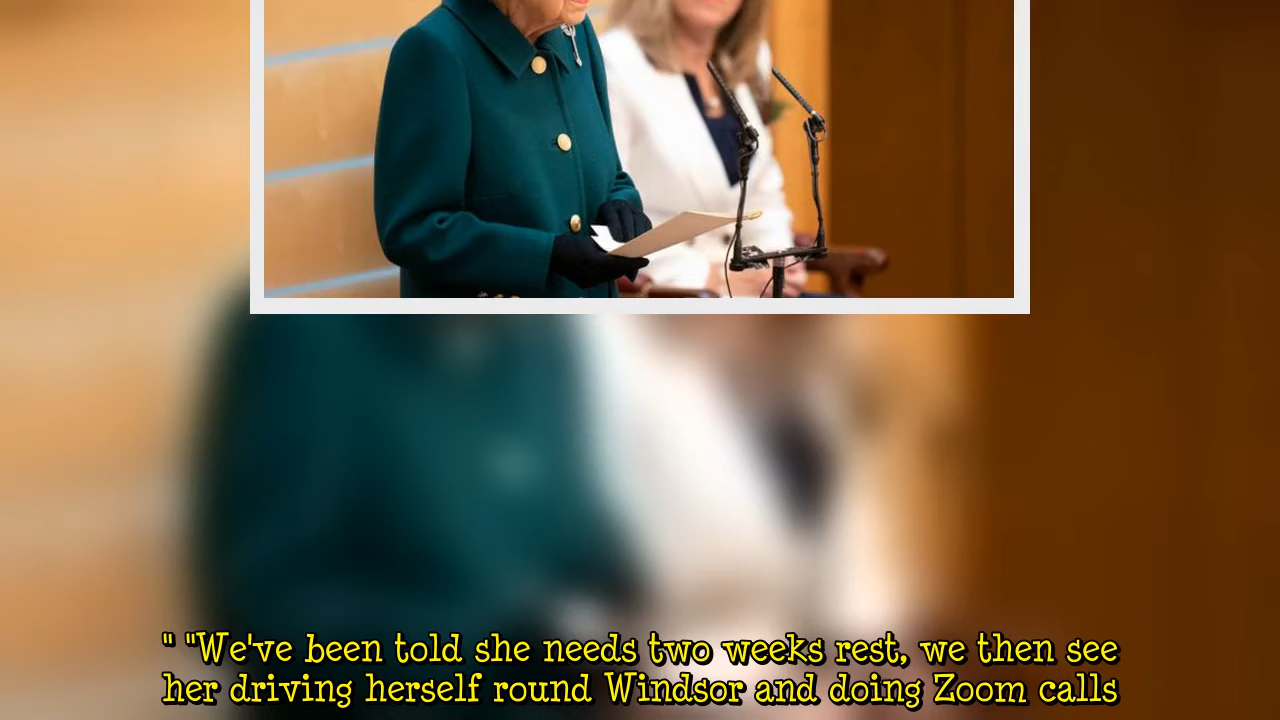 " "We've been told she needs two weeks rest, we then see
her driving herself round Windsor and doing Zoom calls